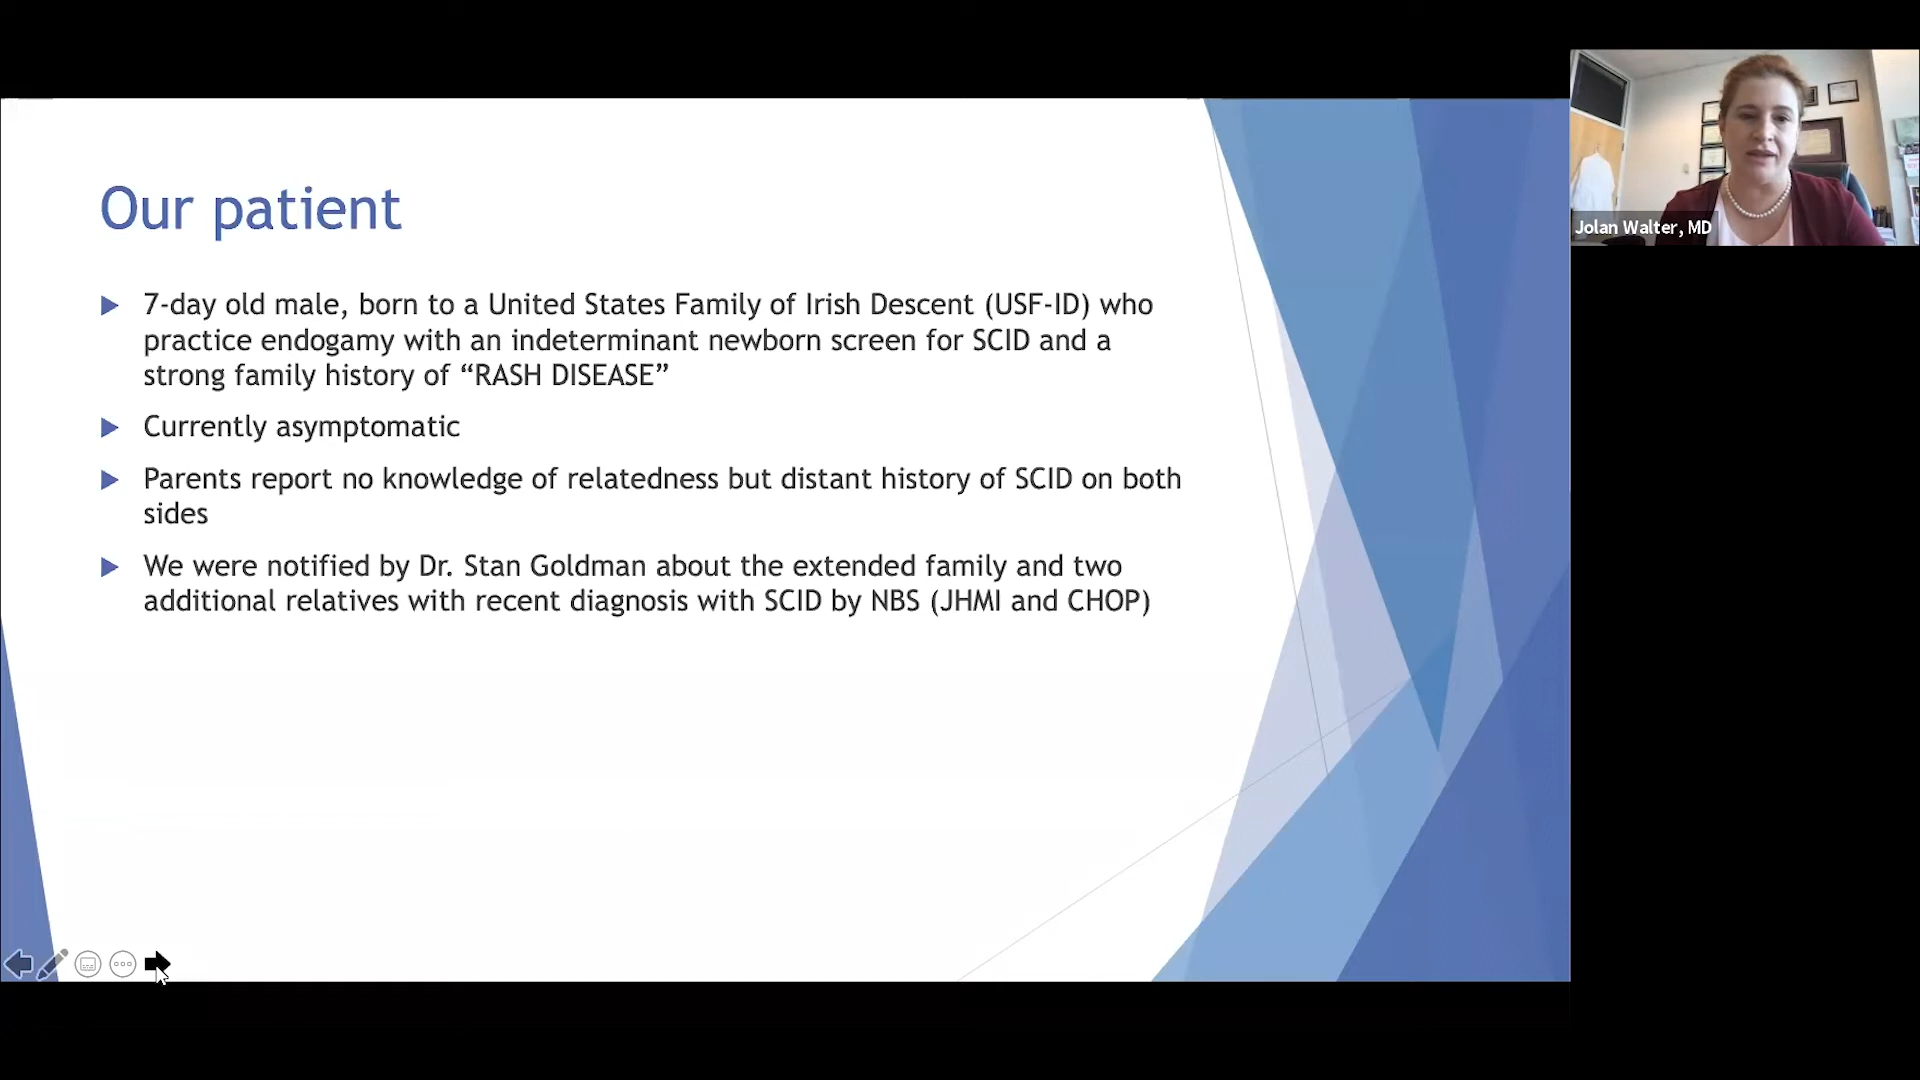 Our patient
7-day old male, born to a United States Family of Irish Descent (USF-ID) who
practice endogamy with an indeterminant newborn screen for SCID and a
strong family history of “RASH DISEASE”
Currently asymptomatic
Parents report no knowledge of relatedness but distant history of SCID on both
sides
We were notified by Dr. Stan Goldman about the extended family and two
additional relatives with recent diagnosis with SCID by NBS (JHMI and CHOP)
Jolan Walter, MD